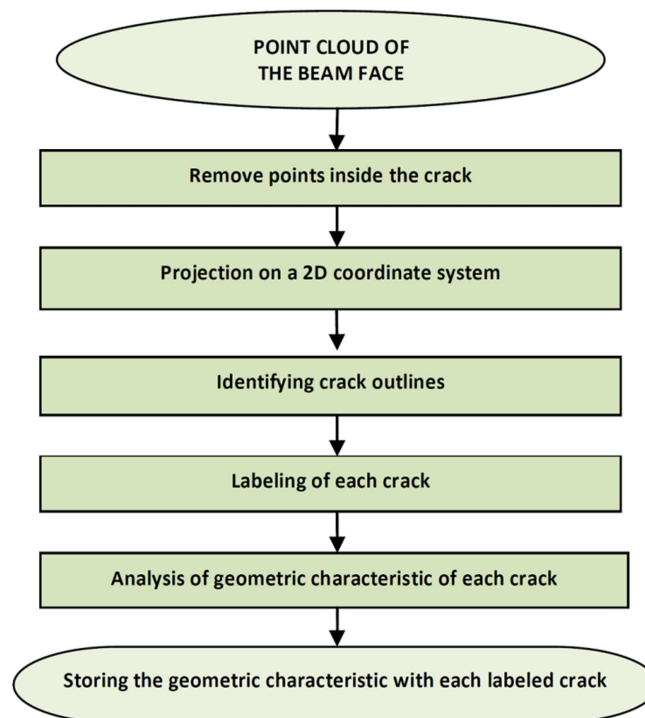 POINT CLOUD OF
THE BEAM FACE
Remove points inside the crack
Projection on a 2D coordinate system
Identifying crack outlines
Labeling of each crack
Analysis of geometric characteristic of each crack
Storing the geometric characteristic with each labeled crack